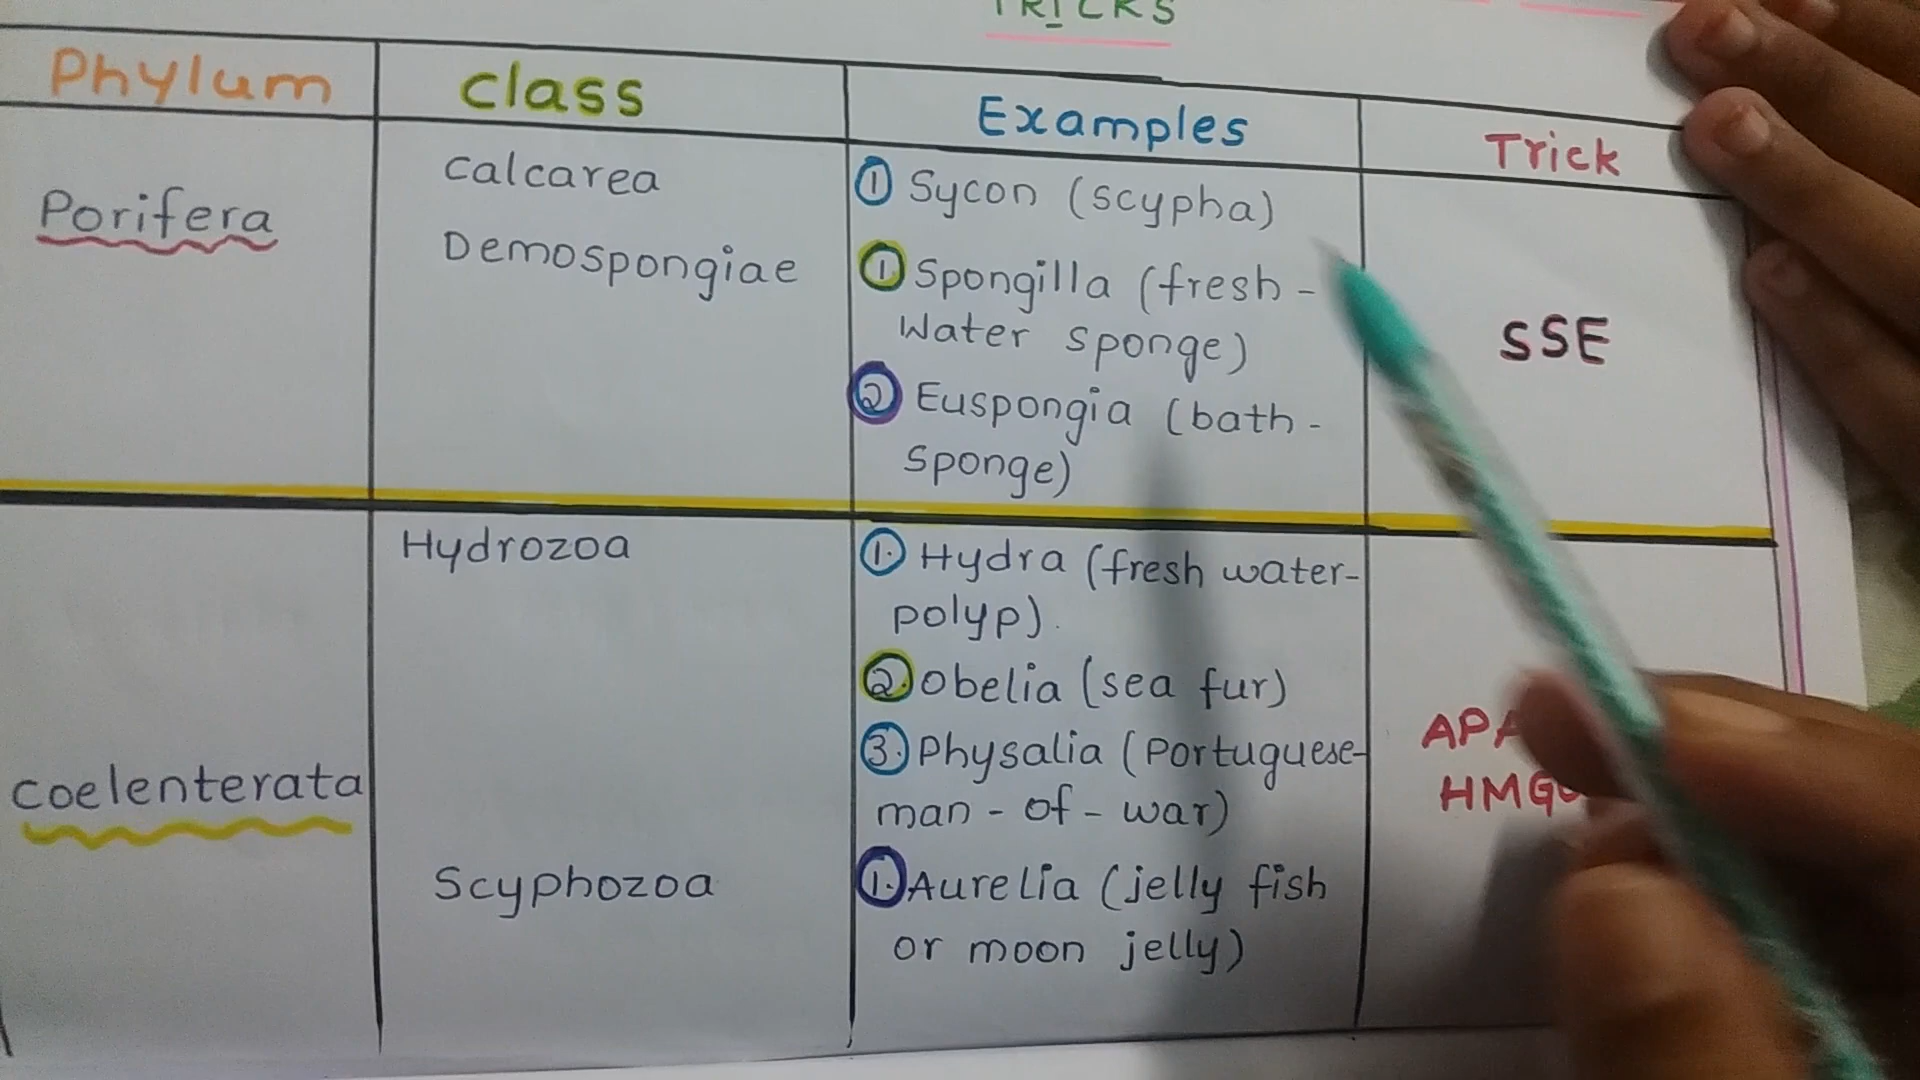 TRICKS
Phylum
class
Examples
Trick
Porifera
calcarea
Demospongiae
① Sycon (scypha)
① Spongilla (fresh -
Water sponge)
② Euspongia (bath -
sponge)
SSE
coelenterata
Hydrozoa
①. Hydra (fresh water-
polyp).
②. obelia (sea fur)
③. Physalia (Portuguese-
man - of - war)
Scyphozoa
①. Aurelia (jelly fish
or moon jelly)